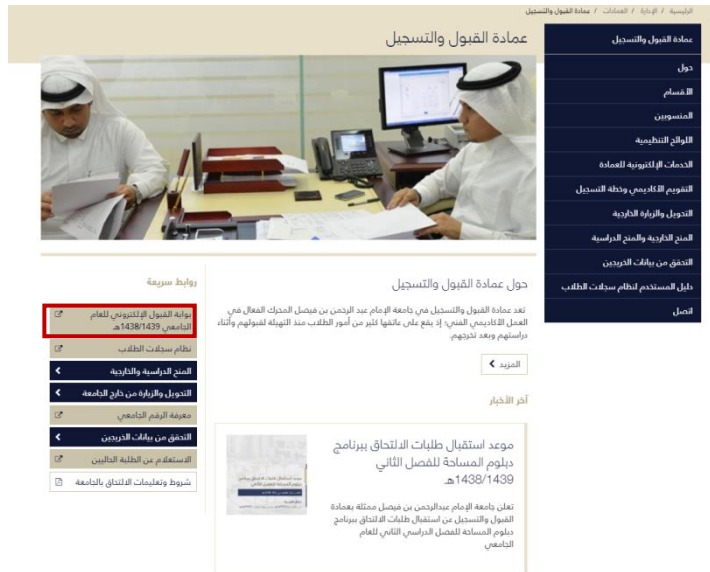 الرئيسية / الإدارة / العمادات / عمادة القبول والتسجيل
عمادة القبول والتسجيل
عمادة القبول والتسجيل
حول
الأقسام
المنسوبين
اللوائح التنظيمية
الخدمات الإلكترونية للعمادة
التقويم الأكاديمي وخطة التسجيل
التحويل والزيارة الخارجية
المنح الخارجية والمنح الدراسية
التحقق من بيانات الخريجين
دليل المستخدم لنظام سجلات الطلاب
اتصل
حول عمادة القبول والتسجيل
تعد عمادة القبول والتسجيل في جامعة الإمام عبد الرحمن بن فيصل المحرك الفعال في
العمل الأكاديمي الفني؛ إذ يقع على عاتقها كثير من أمور الطلاب منذ التهيئة لقبولهم وأثناء
دراستهم وبعد تخرجهم.
المزيد
آخر الأخبار
موعد استقبال طلبات الالتحاق ببرنامج
دبلوم المساحة للفصل الثاني
1438/1439هـ
تعلن جامعة الإمام عبدالرحمن بن فيصل ممثلة بعمادة
القبول والتسجيل عن استقبال طلبات الالتحاق ببرنامج
دبلوم المساحة للفصل الدراسي الثاني للعام
الجامعي
روابط سريعة
بوابة القبول الإلكتروني للعام
الجامعي 1438/1439هـ
نظام سجلات الطلاب
المنح الدراسية والخارجية
التحويل والزيارة من خارج الجامعة
معرفة الرقم الجامعي
التحقق من بيانات الخريجين
الاستعلام عن الطلبة الحاليين
شروط وتعليمات الالتحاق بالجامعة